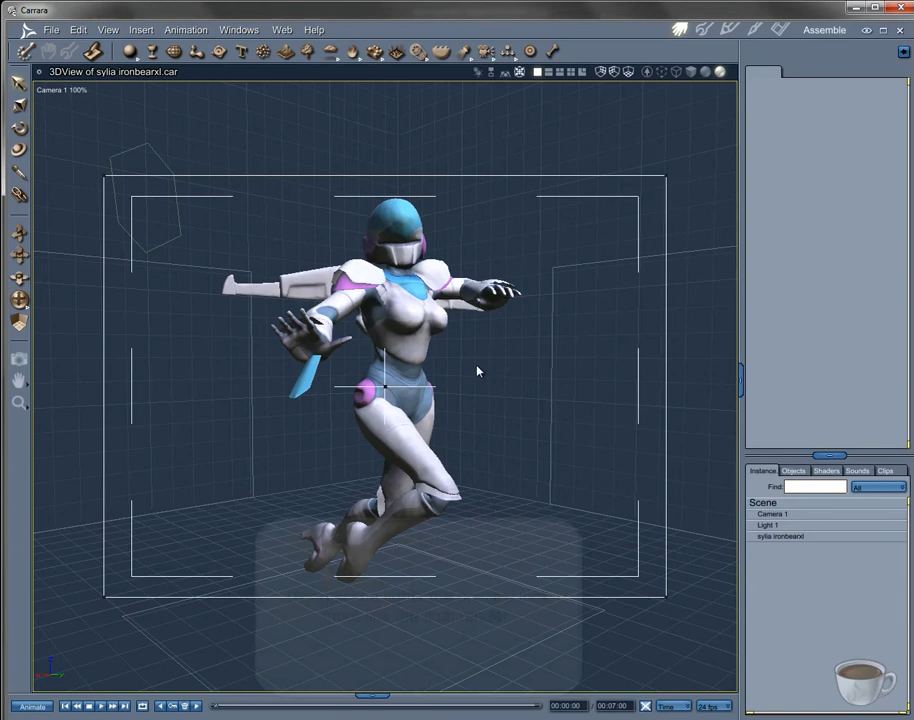 Carrara
File Edit View Insert Animation Windows Web Help
Assemble
3DView of sylia ironbearxl.car
Camera 1 100%
Instance Objects Shaders Sounds Clips
Find: All
Scene
Camera 1
Light 1
sylia ironbearxl
Animate 00:00:00 00:07:00 Time 24 fps